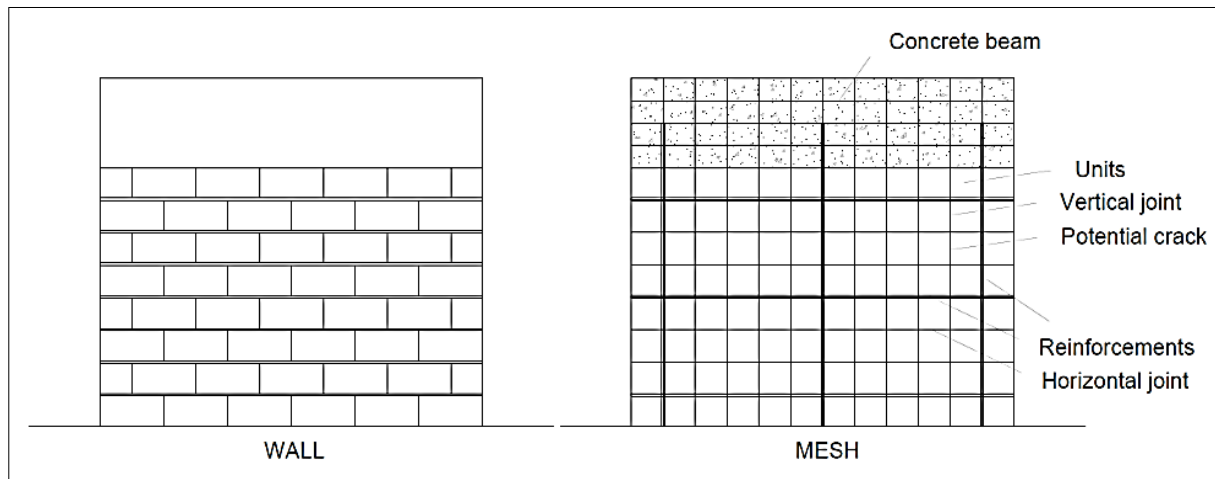 Concrete beam
Units
Vertical joint
Potential crack
Reinforcements
Horizontal joint
WALL
MESH